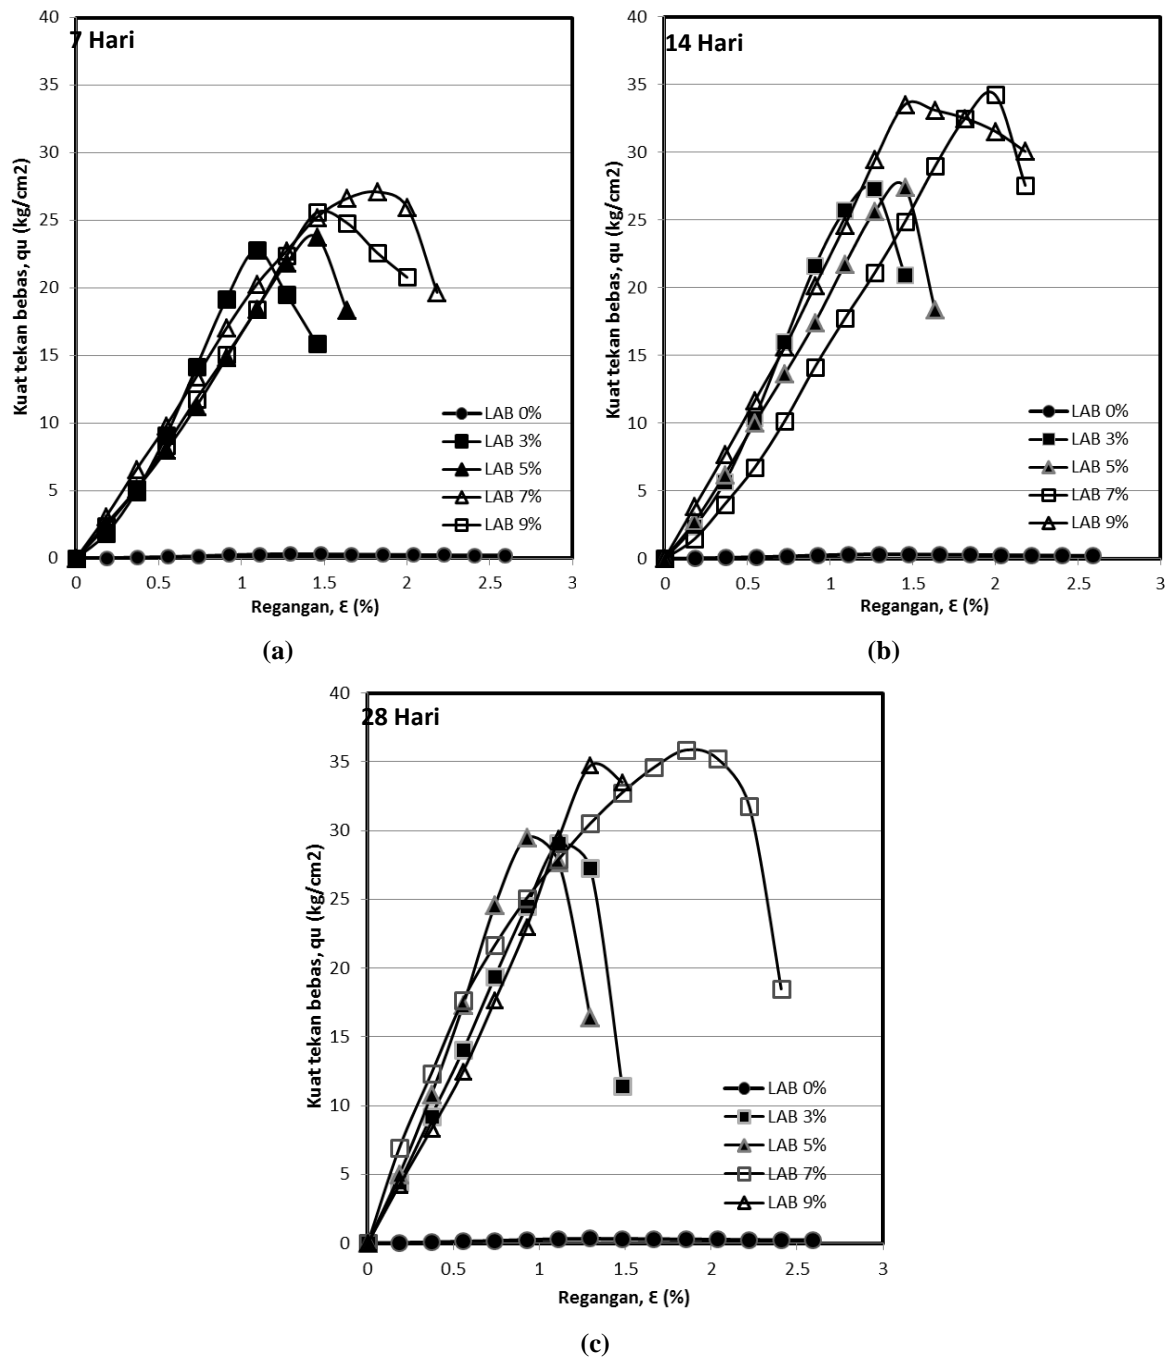 7 Hari
Kuat tekan bebas, qu (kg/cm2)
40
35
30
25
20
15
10
5
0
0 0.5 1 1.5 2 2.5 3
Regangan, ε (%)
LAB 0%
LAB 3%
LAB 5%
LAB 7%
LAB 9%
(a)
14 Hari
Kuat tekan bebas, qu (kg/cm2)
40
35
30
25
20
15
10
5
0
0 0.5 1 1.5 2 2.5 3
Regangan, ε (%)
LAB 0%
LAB 3%
LAB 5%
LAB 7%
LAB 9%
(b)
28 Hari
Kuat tekan bebas, qu (kg/cm2)
40
35
30
25
20
15
10
5
0
0 0.5 1 1.5 2 2.5 3
Regangan, ε (%)
LAB 0%
LAB 3%
LAB 5%
LAB 7%
LAB 9%
(c)